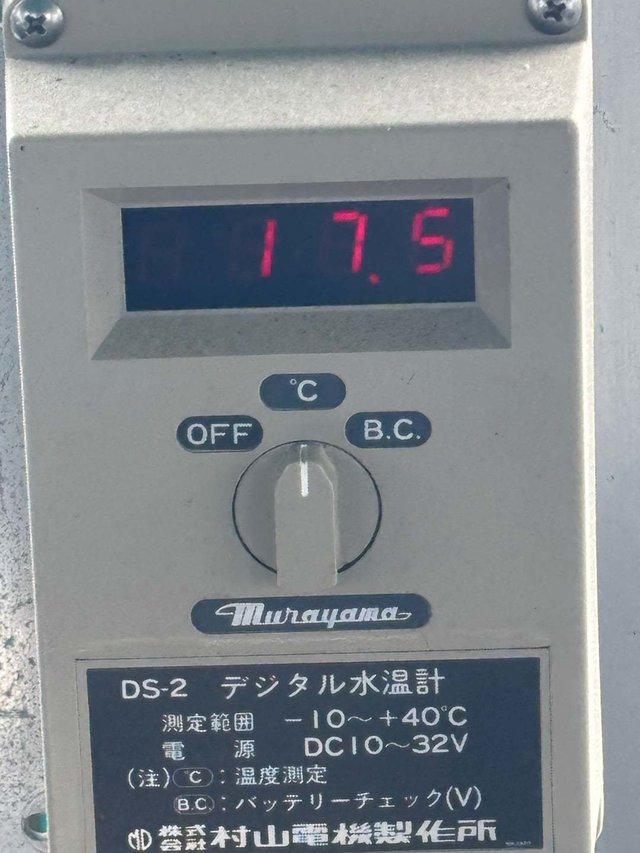 17.5
°C
OFF B.C.
Murayama
DS-2 デジタル水温計
測定範囲 -10～+40°C
電源 DC10～32V
(注) °C : 温度測定
B.C. : バッテリーチェック(V)
株式会社 村山電機製作所